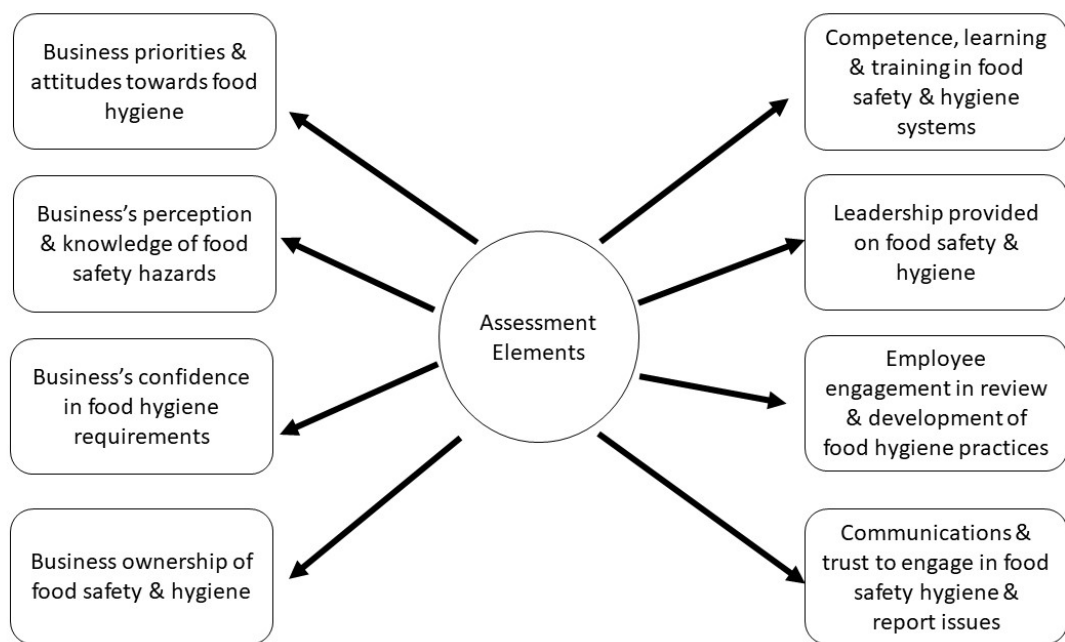 Business priorities &
attitudes towards food
hygiene
Business's perception
& knowledge of food
safety hazards
Business's confidence
in food hygiene
requirements
Business ownership of
food safety & hygiene
Assessment
Elements
Competence, learning
& training in food
safety & hygiene
systems
Leadership provided
on food safety &
hygiene
Employee
engagement in review
& development of
food hygiene practices
Communications &
trust to engage in food
safety hygiene &
report issues